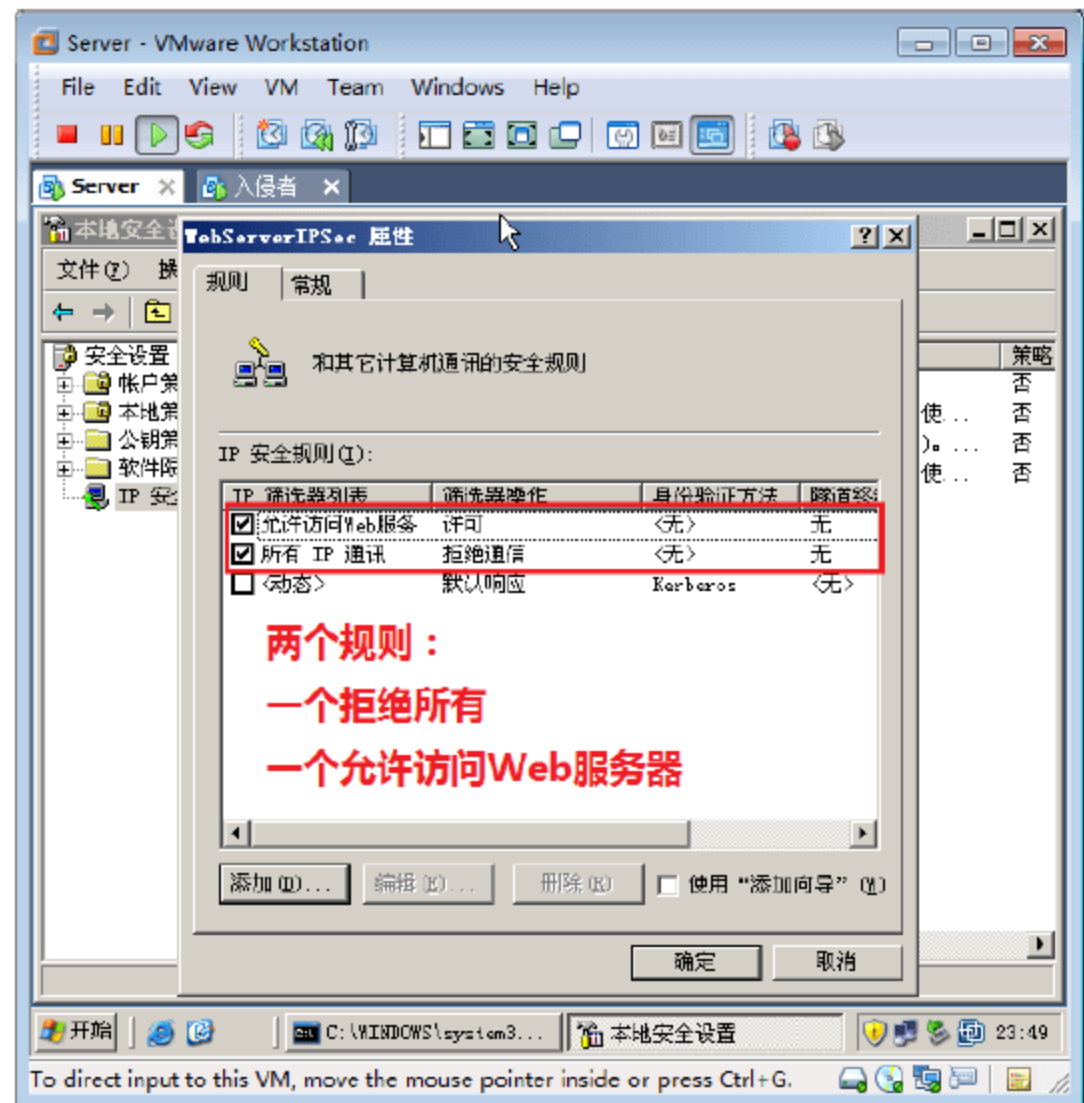 Server - VMware Workstation
File Edit View VM Team Windows Help
Server 入侵者
本地安全设
WebServerIPSec 属性
文件(F) 操
规则 常规
和其它计算机通讯的安全规则
安全设置
帐户策
本地策
公钥策
软件限
IP 安全
策略
否
使... 否
)。... 否
使... 否
IP 安全规则(I):
IP 筛选器列表 筛选器操作 身份验证方法 隧道终结
允许访问Web服务 许可 <无> 无
所有 IP 通讯 拒绝通信 <无> 无
<动态> 默认响应 Kerberos <无>
两个规则：
一个拒绝所有
一个允许访问Web服务器
添加(D)... 编辑(E)... 删除(R) 使用“添加向导”(W)
确定 取消
开始 C:\WINDOWS\system3... 本地安全设置 23:49
To direct input to this VM, move the mouse pointer inside or press Ctrl+G.